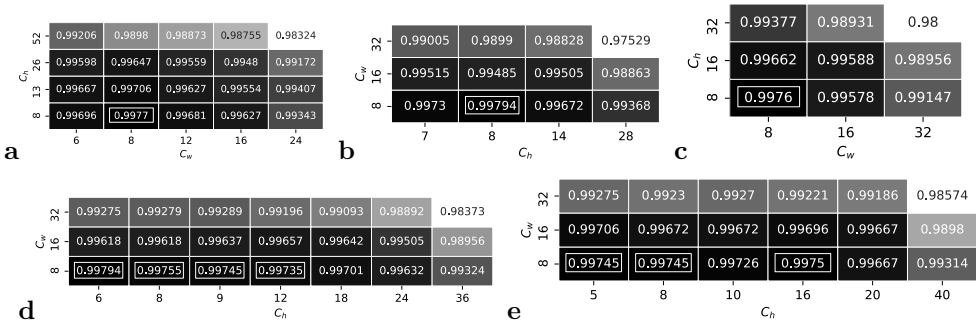 52 0.99206 0.9898 0.98873 0.98755 0.98324
26 0.99598 0.99647 0.99559 0.9948 0.99172
C_h
13 0.99667 0.99706 0.99627 0.99554 0.99407
8 0.99696 0.9977 0.99681 0.99627 0.99343
6 8 12 16 24
C_w
a
32 0.99005 0.9899 0.98828 0.97529
C_w
16 0.99515 0.99485 0.99505 0.98863
8 0.9973 0.99794 0.99672 0.99368
7 8 14 28
C_h
b
32 0.99377 0.98931 0.98
C_h
16 0.99662 0.99588 0.98956
8 0.9976 0.99578 0.99147
8 16 32
C_w
c
32 0.99275 0.99279 0.99289 0.99196 0.99093 0.98892 0.98373
C_w
16 0.99618 0.99618 0.99637 0.99657 0.99642 0.99505 0.98956
8 0.99794 0.99755 0.99745 0.99735 0.99701 0.99632 0.99324
6 8 9 12 18 24 36
C_h
d
32 0.99275 0.9923 0.9927 0.99221 0.99186 0.98574
C_w
16 0.99706 0.99672 0.99672 0.99696 0.99667 0.9898
8 0.99745 0.99745 0.99726 0.9975 0.99667 0.99314
5 8 10 16 20 40
C_h
e